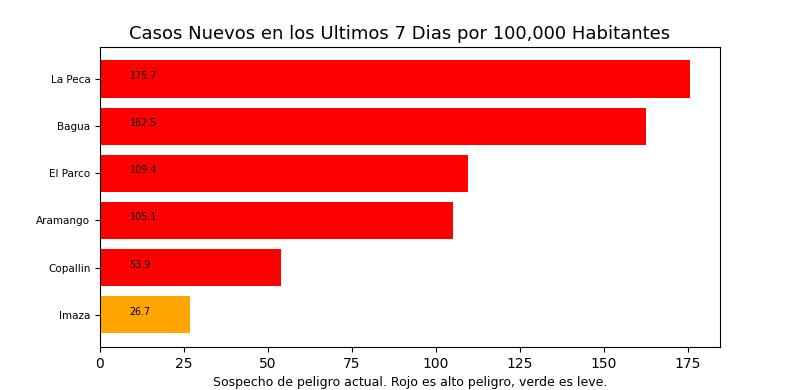 Casos Nuevos en los Ultimos 7 Dias por 100,000 Habitantes
La Peca 175.7
Bagua 162.5
El Parco 109.4
Aramango 105.1
Copallin 53.9
Imaza 26.7
0 25 50 75 100 125 150 175
Sospecho de peligro actual. Rojo es alto peligro, verde es leve.